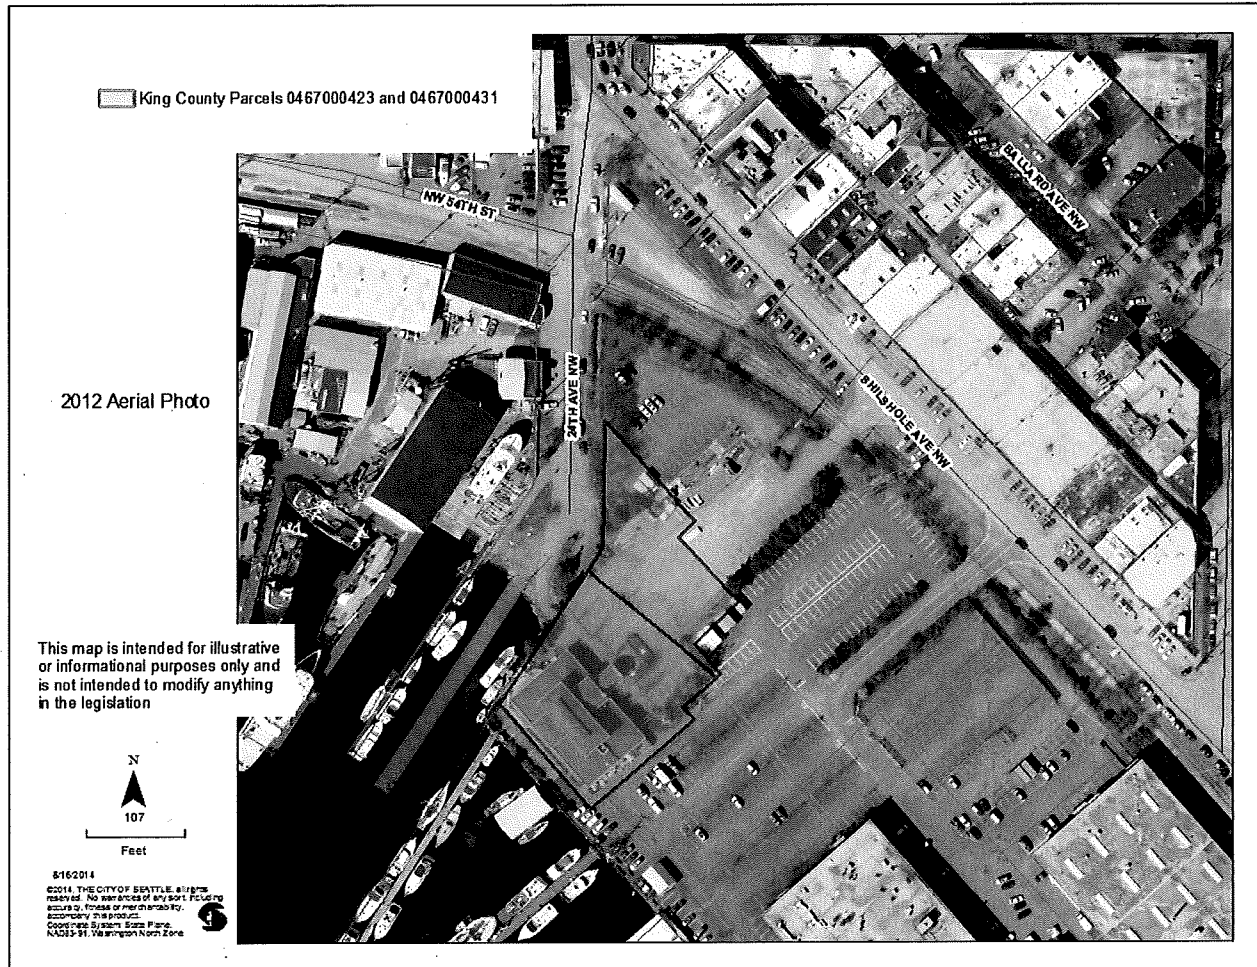 King County Parcels 0467000423 and 0467000431
BALLARD AVE NW
NW 54TH ST
24TH AVE NW
SHILSHOLE AVE NW
2012 Aerial Photo
This map is intended for illustrative
or informational purposes only and
is not intended to modify anything
in the legislation
N
107
Feet
8/16/2014
©2014, THE CITY OF SEATTLE, all rights
reserved. No warranties of any sort, including
accuracy, fitness or merchantability,
accompany this product.
Coordinate System: State Plane,
NAD83-91, Washington North Zone